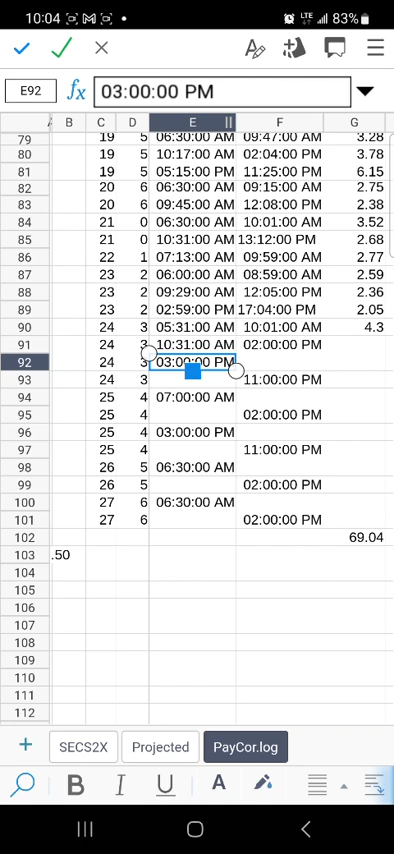 10:04 LTE 83%
E92 fx 03:00:00 PM
A B C D E F G
79 19 5 06:30:00 AM 09:47:00 AM 3.28
80 19 5 10:17:00 AM 02:04:00 PM 3.78
81 19 5 05:15:00 PM 11:25:00 PM 6.15
82 20 6 06:30:00 AM 09:15:00 AM 2.75
83 20 6 09:45:00 AM 12:08:00 PM 2.38
84 21 0 06:30:00 AM 10:01:00 AM 3.52
85 21 0 10:31:00 AM 13:12:00 PM 2.68
86 22 1 07:13:00 AM 09:59:00 AM 2.77
87 23 2 06:00:00 AM 08:59:00 AM 2.59
88 23 2 09:29:00 AM 12:05:00 PM 2.36
89 23 2 02:59:00 PM 17:04:00 PM 2.05
90 24 3 05:31:00 AM 10:01:00 AM 4.3
91 24 3 10:31:00 AM 02:00:00 PM
92 24 3 03:00:00 PM
93 24 3 11:00:00 PM
94 25 4 07:00:00 AM
95 25 4 02:00:00 PM
96 25 4 03:00:00 PM
97 25 4 11:00:00 PM
98 26 5 06:30:00 AM
99 26 5 02:00:00 PM
100 27 6 06:30:00 AM
101 27 6 02:00:00 PM
102 69.04
103 .50
104
105
106
107
108
109
110
111
112
+ SECS2X Projected PayCor.log
B I U A